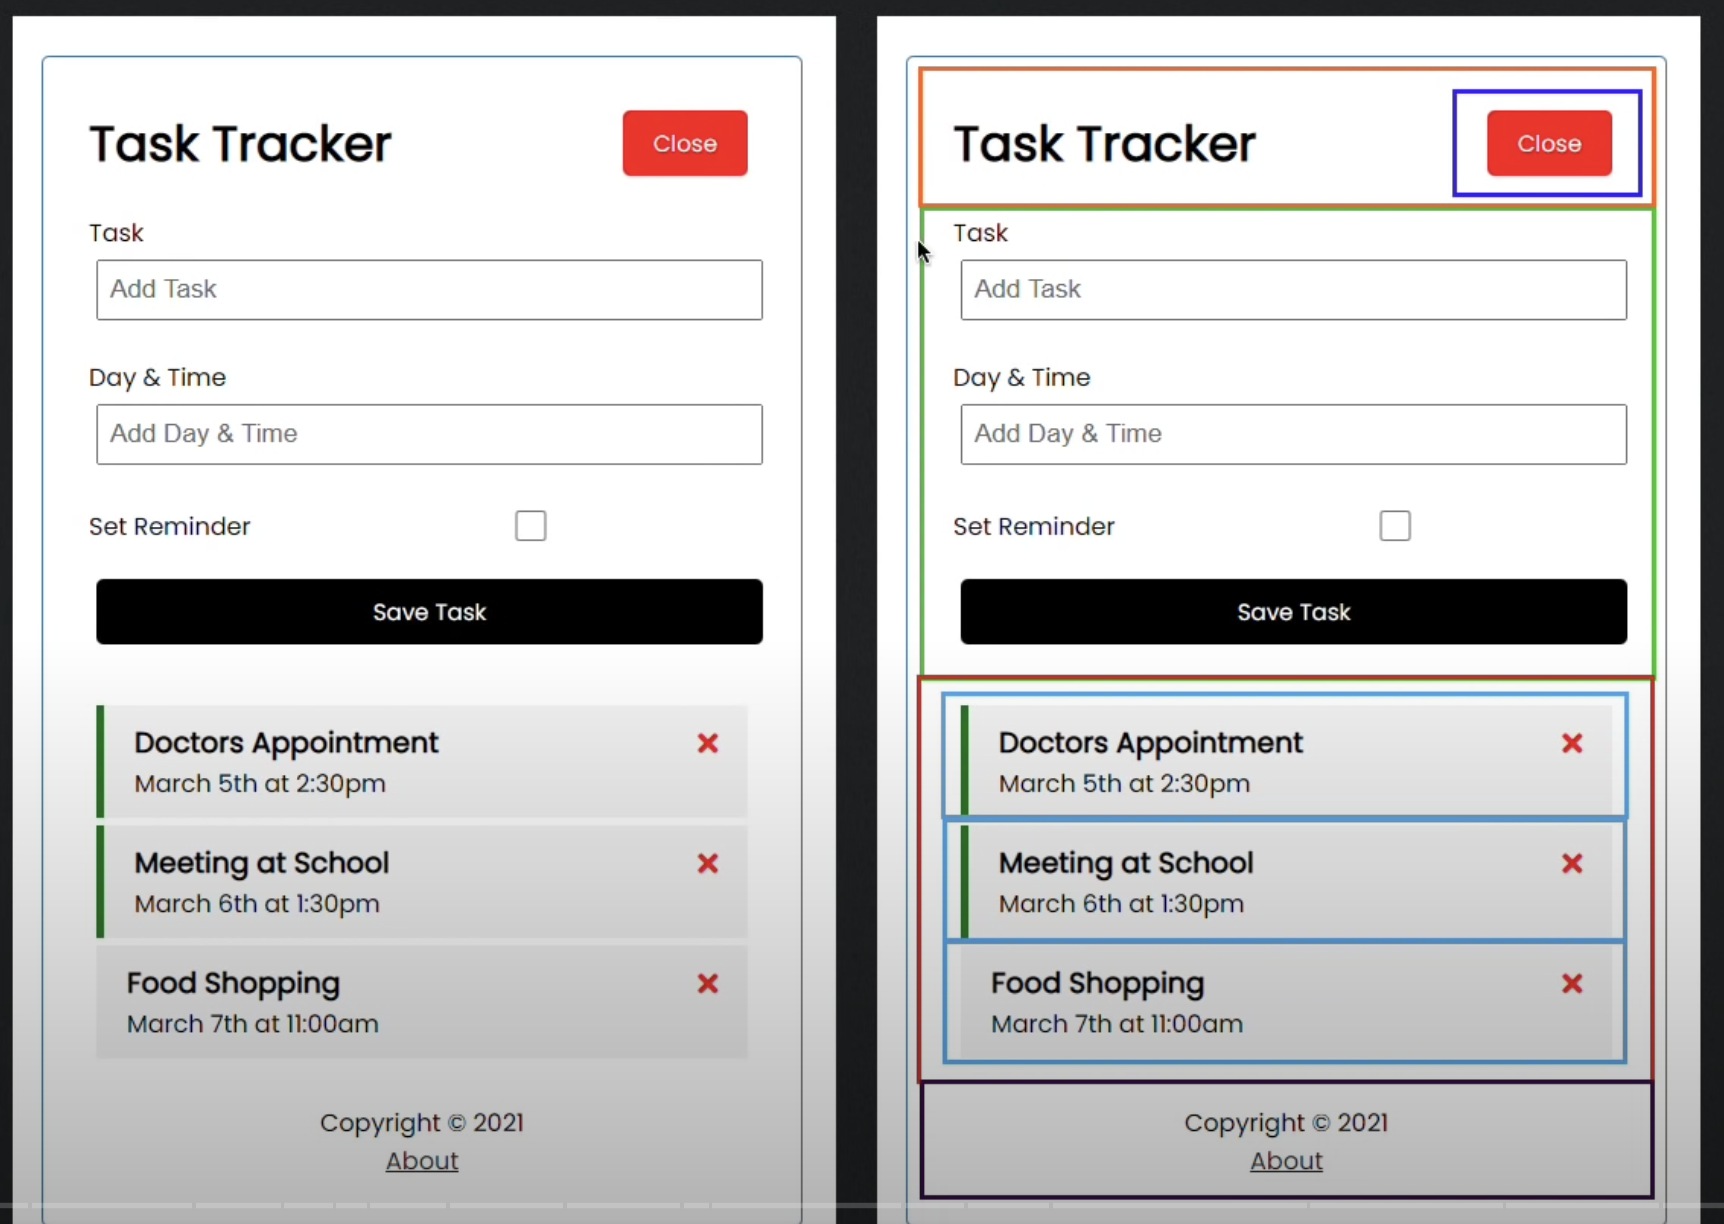 Task Tracker
Close
Task
Add Task
Day & Time
Add Day & Time
Set Reminder
Save Task
Doctors Appointment
March 5th at 2:30pm
Meeting at School
March 6th at 1:30pm
Food Shopping
March 7th at 11:00am
Copyright © 2021
About
Task Tracker
Close
Task
Add Task
Day & Time
Add Day & Time
Set Reminder
Save Task
Doctors Appointment
March 5th at 2:30pm
Meeting at School
March 6th at 1:30pm
Food Shopping
March 7th at 11:00am
Copyright © 2021
About